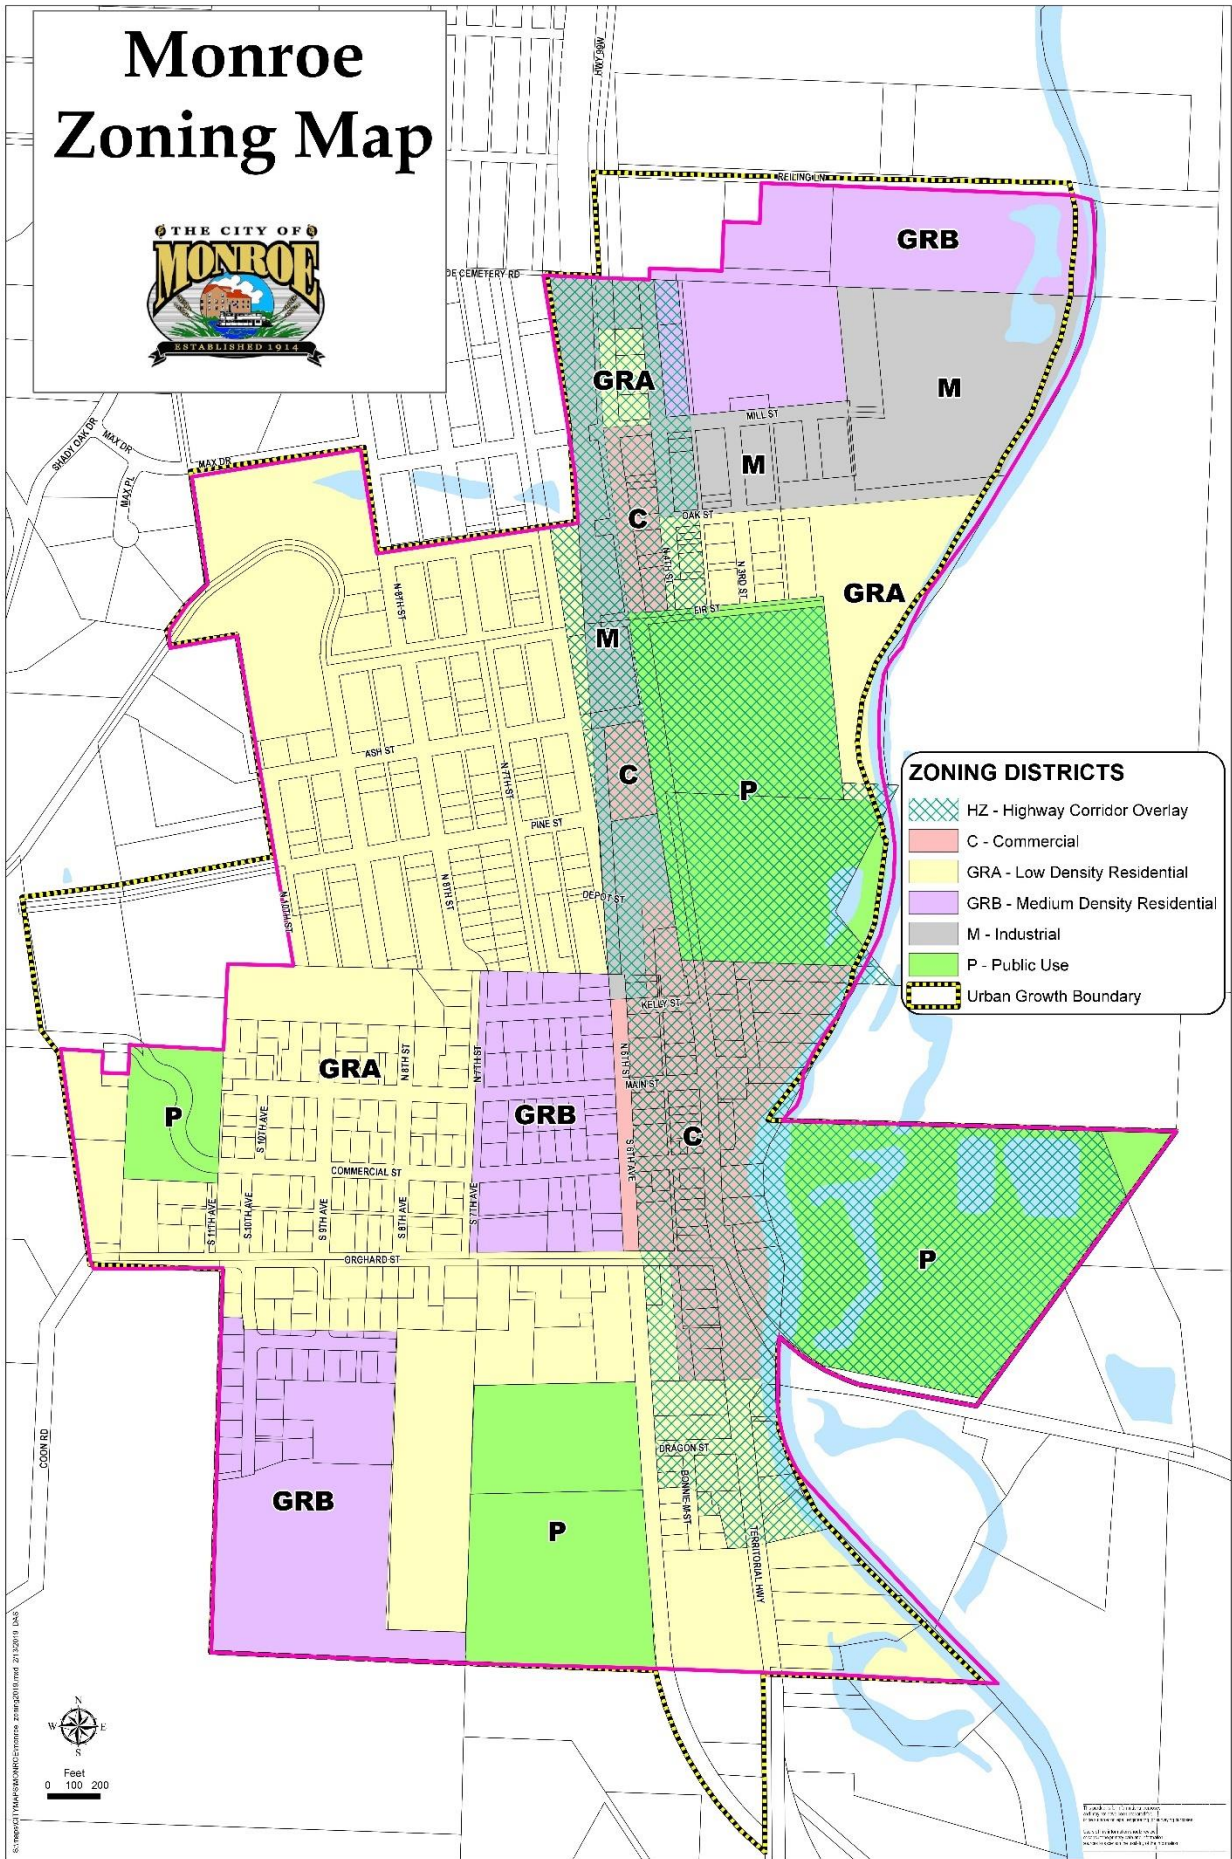 Monroe
Zoning Map
THE CITY OF
MONROE
ESTABLISHED 1914
HWY 99W
REILING LN
GRB
DE CEMETERY RD
GRA
M
MILL ST
M
SHADY OAK DR
MAX DR
MAX DR
MAX PL
C
OAK ST
N 4TH ST
N 3RD ST
GRA
N 8TH ST
FIR ST
M
ASH ST
N 7TH ST
C
P
PINE ST
N 8TH ST
DEPOT ST
N 10TH ST
ZONING DISTRICTS
HZ - Highway Corridor Overlay
C - Commercial
GRA - Low Density Residential
GRB - Medium Density Residential
M - Industrial
P - Public Use
Urban Growth Boundary
KELLY ST
GRA
N 8TH ST
N 7TH ST
N 6TH ST
MAIN ST
P
GRB
C
S 10TH AVE
COMMERCIAL ST
S 6TH AVE
S 11TH AVE
S 10TH AVE
S 9TH AVE
S 8TH AVE
S 7TH AVE
ORCHARD ST
P
COON RD
DRAGON ST
BONNIE M ST
GRB
P
TERRITORIAL HWY
N
W E
S
Feet
0 100 200